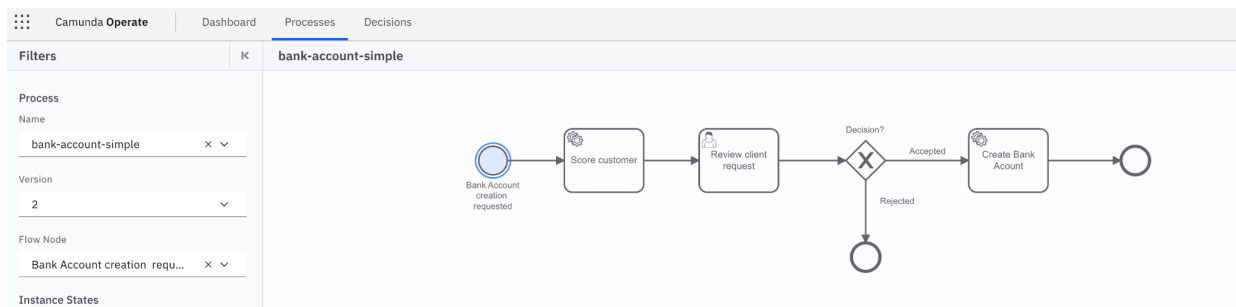 Camunda Operate Dashboard Processes Decisions
Filters
bank-account-simple
Process
Name
bank-account-simple
Version
2
Flow Node
Bank Account creation requ...
Instance States
Bank Account
creation
requested
Score customer
Review client
request
Decision?
Accepted
Rejected
Create Bank
Acount